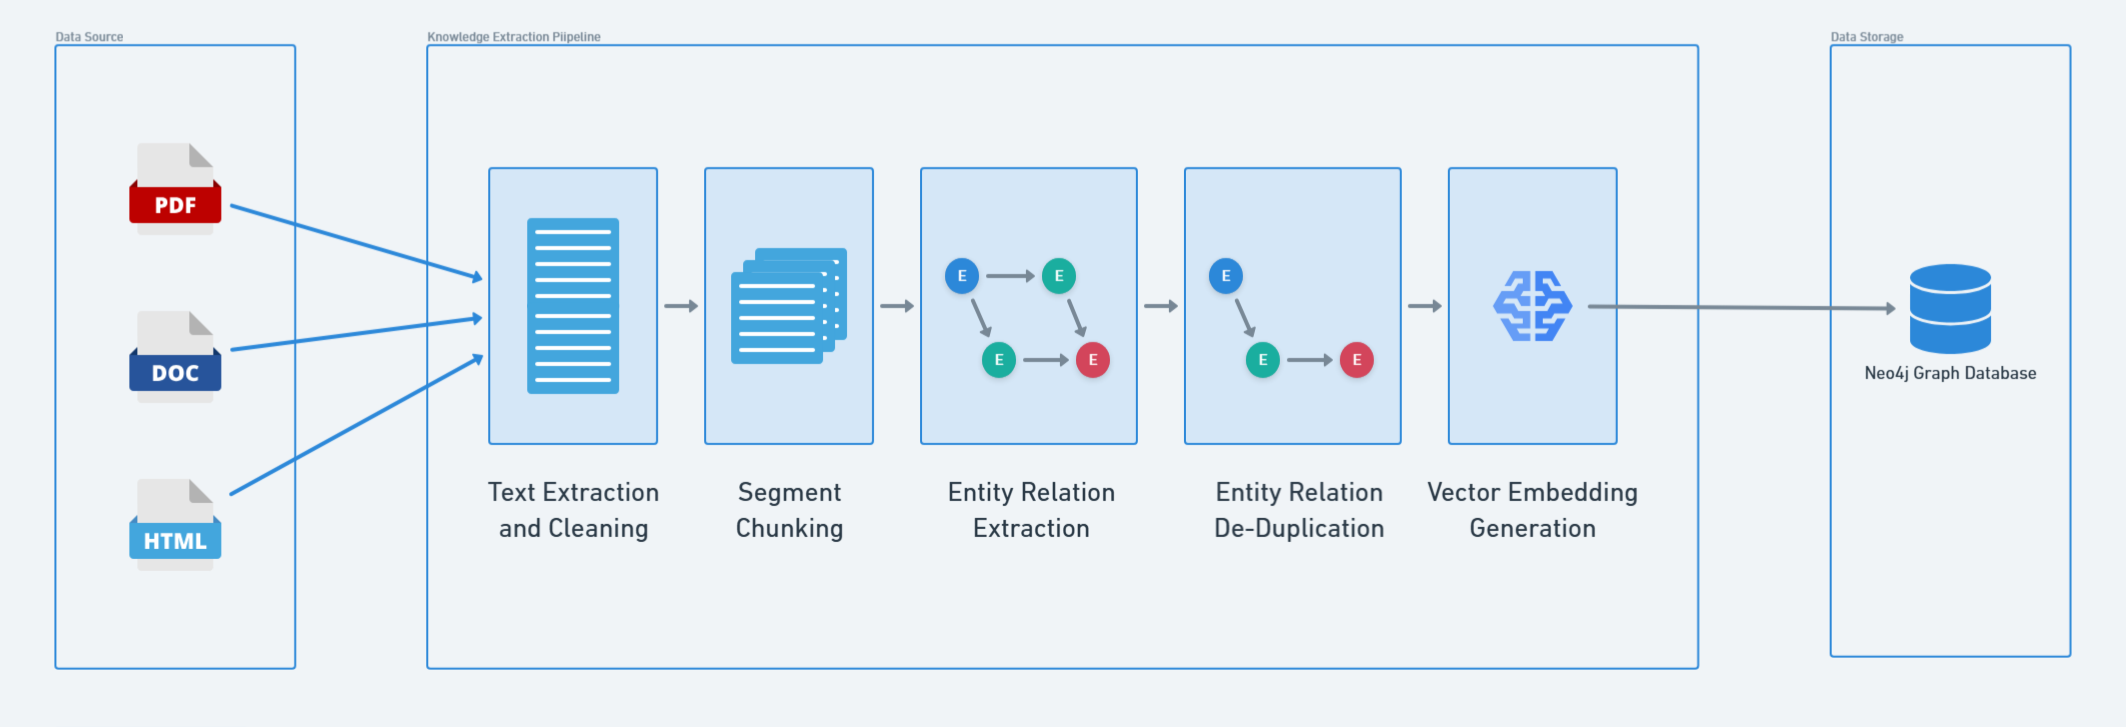 Data Source
PDF
DOC
HTML
Knowledge Extraction Piipeline
E
E
E
E
E
E
E
Text Extraction
and Cleaning
Segment
Chunking
Entity Relation
Extraction
Entity Relation
De-Duplication
Vector Embedding
Generation
Data Storage
Neo4j Graph Database